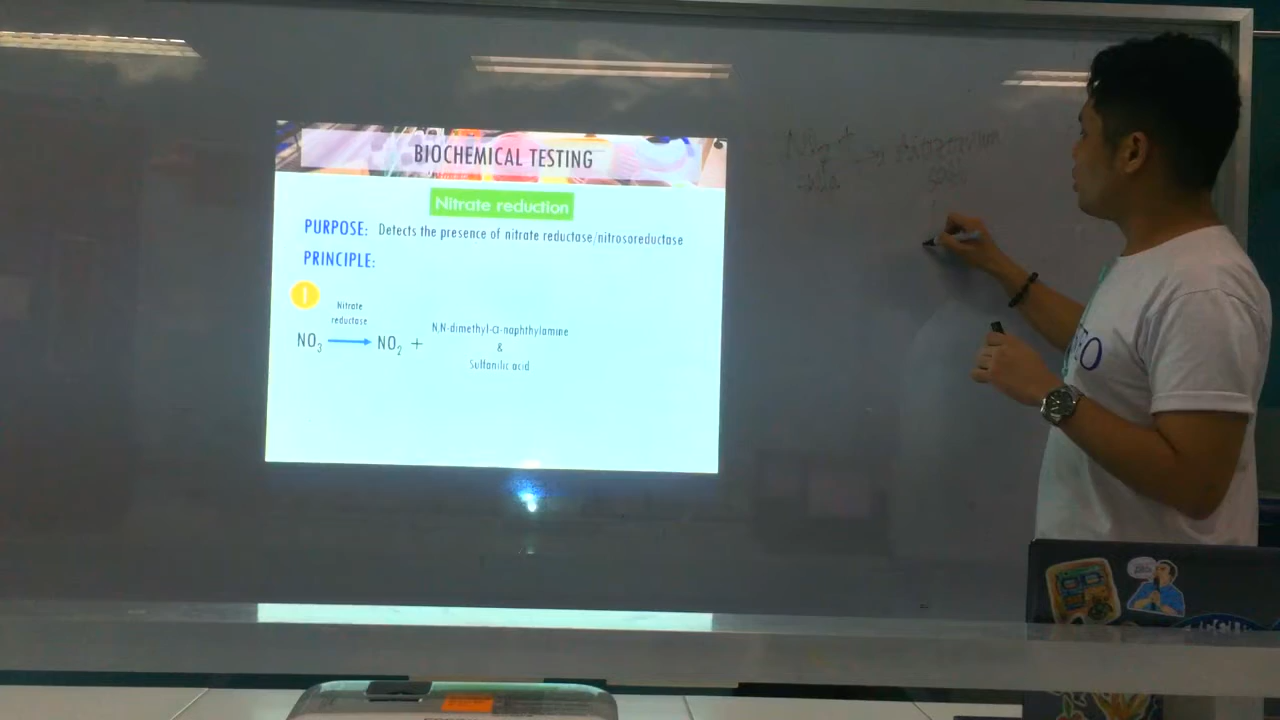 BIOCHEMICAL TESTING
Nitrate reduction
PURPOSE: Detects the presence of nitrate reductase/nitrosoreductase
PRINCIPLE:
1
Nitrate
reductase
NO3 → NO2 +
N,N-dimethyl-α-naphthylamine
&
Sulfanilic acid